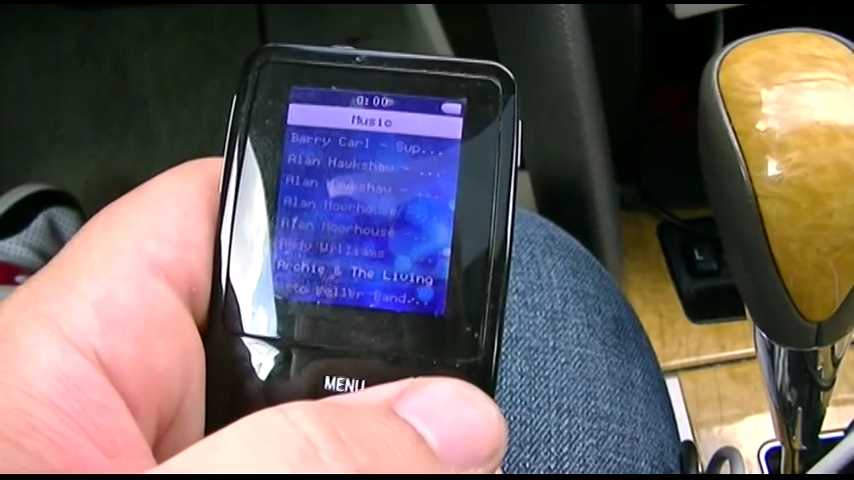 0:00
Music
Barry Carl - Sup...
Alan Hawkshaw - ...
Alan Hawkshaw - ...
Alan Moorhouse
Alan Moorhouse
Andy Williams
Archie & The Living
Band...
MENU